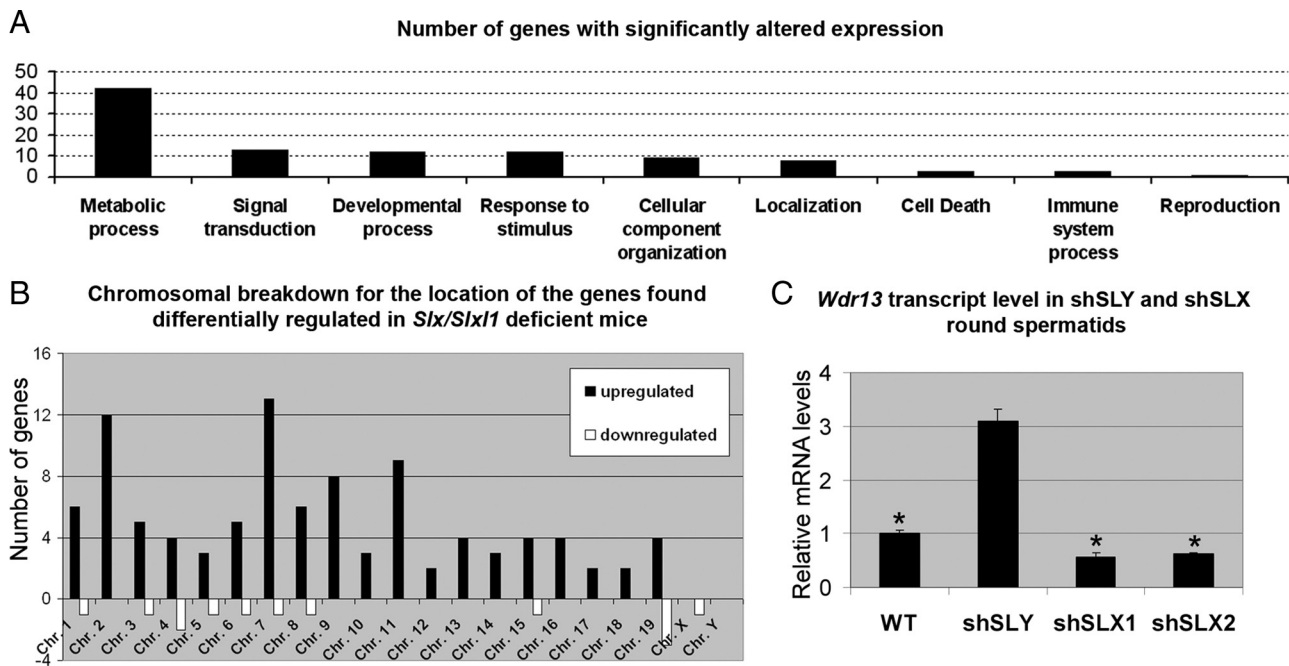 A
Number of genes with significantly altered expression
50
40
30
20
10
0
Metabolic process
Signal transduction
Developmental process
Response to stimulus
Cellular component organization
Localization
Cell Death
Immune system process
Reproduction
B
Chromosomal breakdown for the location of the genes found
differentially regulated in Slx/Slxl1 deficient mice
Number of genes
16
12
8
4
0
-4
upregulated
downregulated
Chr. 1
Chr. 2
Chr. 3
Chr. 4
Chr. 5
Chr. 6
Chr. 7
Chr. 8
Chr. 9
Chr. 10
Chr. 11
Chr. 12
Chr. 13
Chr. 14
Chr. 15
Chr. 16
Chr. 17
Chr. 18
Chr. 19
Chr. X
Chr. Y
C
Wdr13 transcript level in shSLY and shSLX
round spermatids
Relative mRNA levels
4
3
2
1
0
*
*
*
WT
shSLY
shSLX1
shSLX2